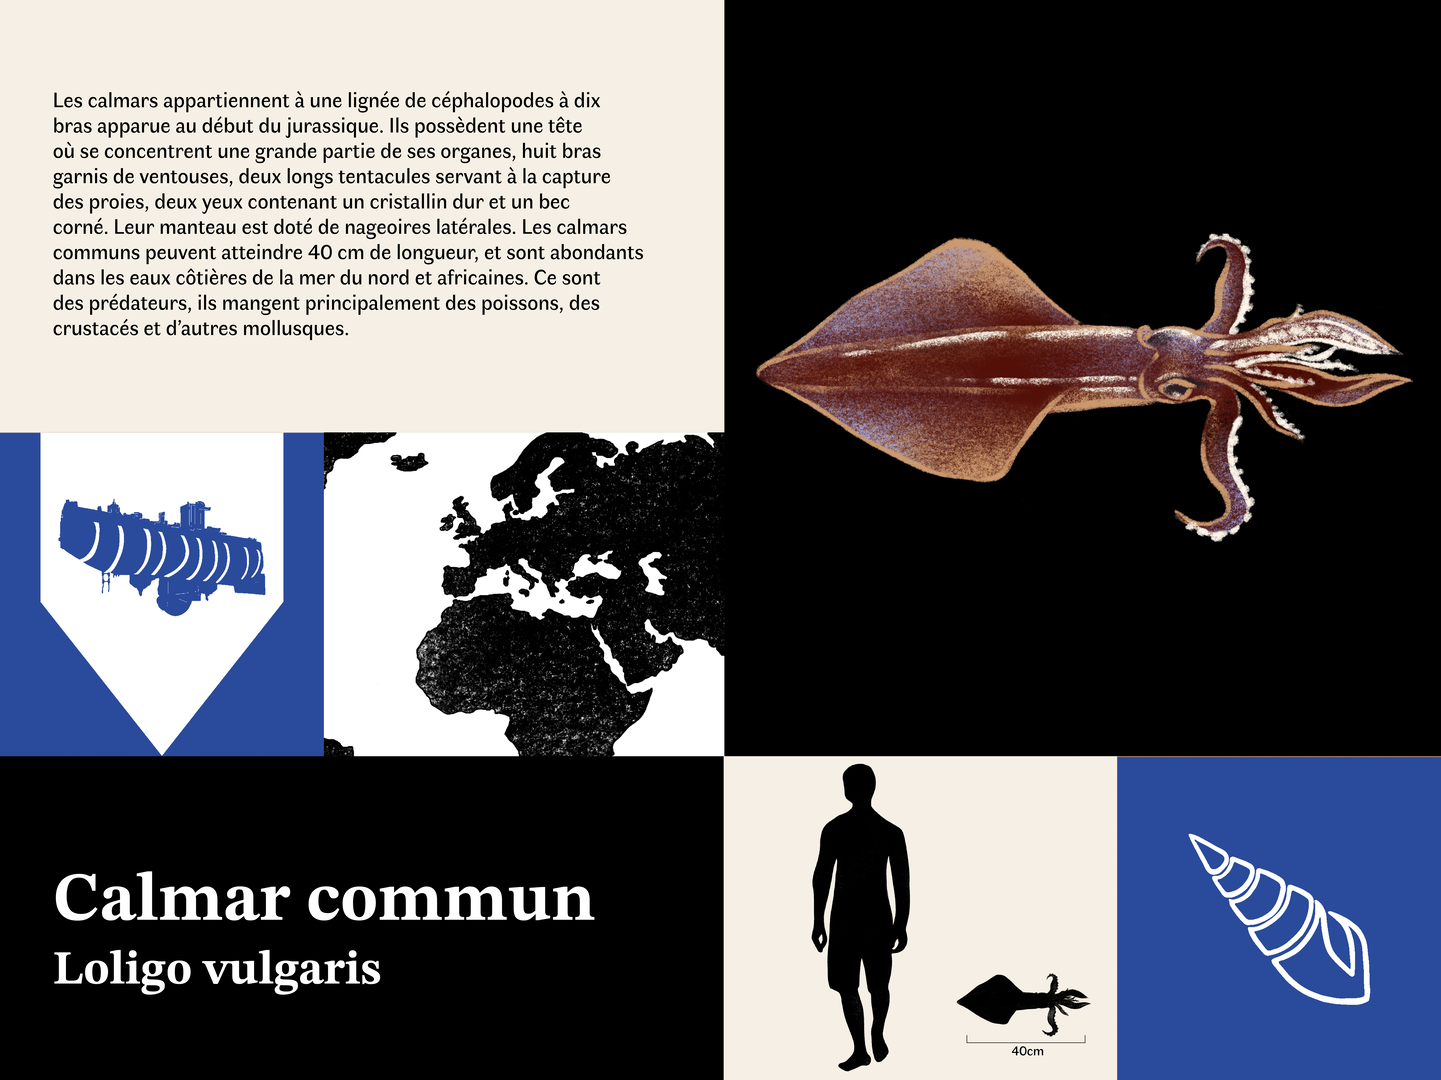 Les calmars appartiennent à une lignée de céphalopodes à dix
bras apparue au début du jurassique. Ils possèdent une tête
où se concentrent une grande partie de ses organes, huit bras
garnis de ventouses, deux longs tentacules servant à la capture
des proies, deux yeux contenant un cristallin dur et un bec
corné. Leur manteau est doté de nageoires latérales. Les calmars
communs peuvent atteindre 40 cm de longueur, et sont abondants
dans les eaux côtières de la mer du nord et africaines. Ce sont
des prédateurs, ils mangent principalement des poissons, des
crustacés et d’autres mollusques.
Calmar commun
Loligo vulgaris
40cm